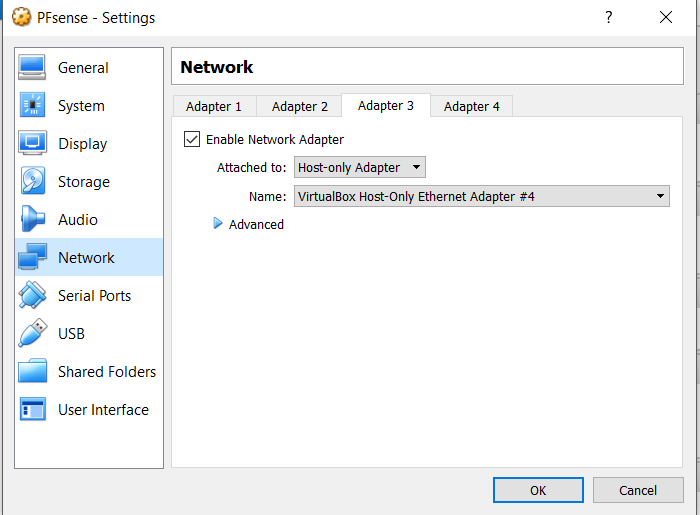 PFsense - Settings
?
General
System
Display
Storage
Audio
Network
Serial Ports
USB
Shared Folders
User Interface
Network
Adapter 1 Adapter 2 Adapter 3 Adapter 4
Enable Network Adapter
Attached to: Host-only Adapter
Name: VirtualBox Host-Only Ethernet Adapter #4
Advanced
OK Cancel